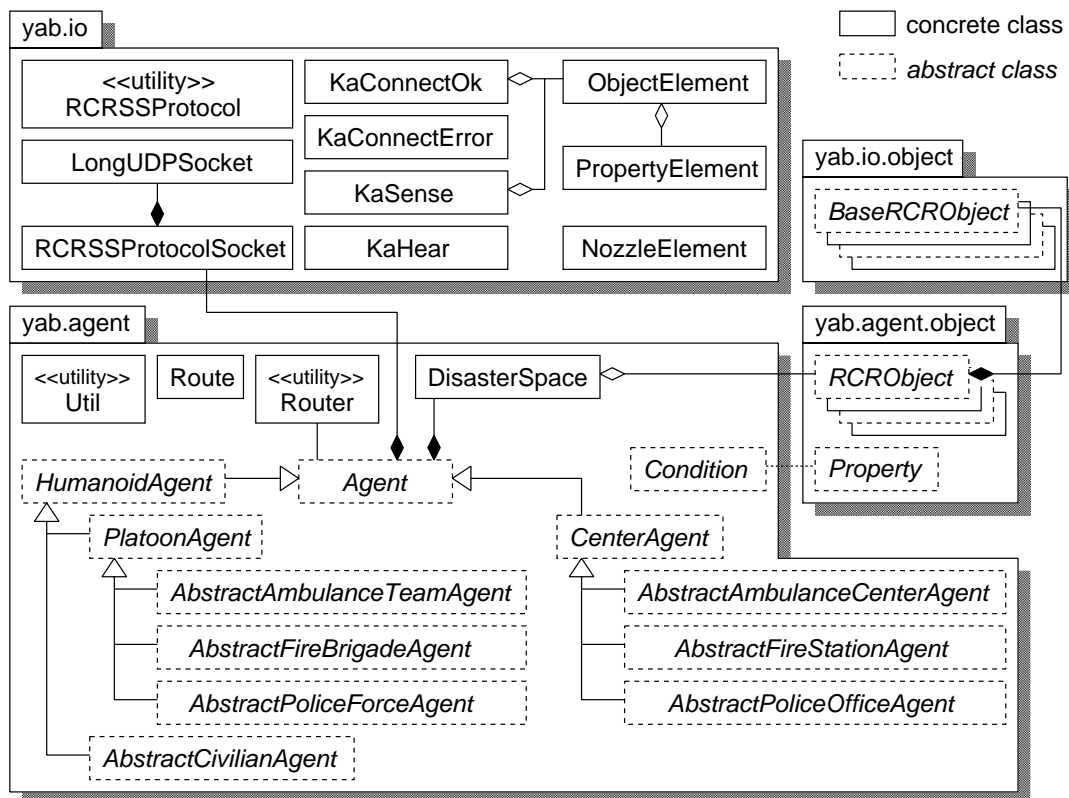 yab.io
concrete class
abstract class
<<utility>>
RCRSSProtocol
KaConnectOk
ObjectElement
KaConnectError
LongUDPSocket
PropertyElement
yab.io.object
KaSense
BaseRCRObject
RCRSSProtocolSocket
KaHear
NozzleElement
yab.agent
yab.agent.object
<<utility>>
Util
Route
<<utility>>
Router
DisasterSpace
RCRObject
HumanoidAgent
Agent
Condition
Property
PlatoonAgent
CenterAgent
AbstractAmbulanceTeamAgent
AbstractAmbulanceCenterAgent
AbstractFireBrigadeAgent
AbstractFireStationAgent
AbstractPoliceForceAgent
AbstractPoliceOfficeAgent
AbstractCivilianAgent